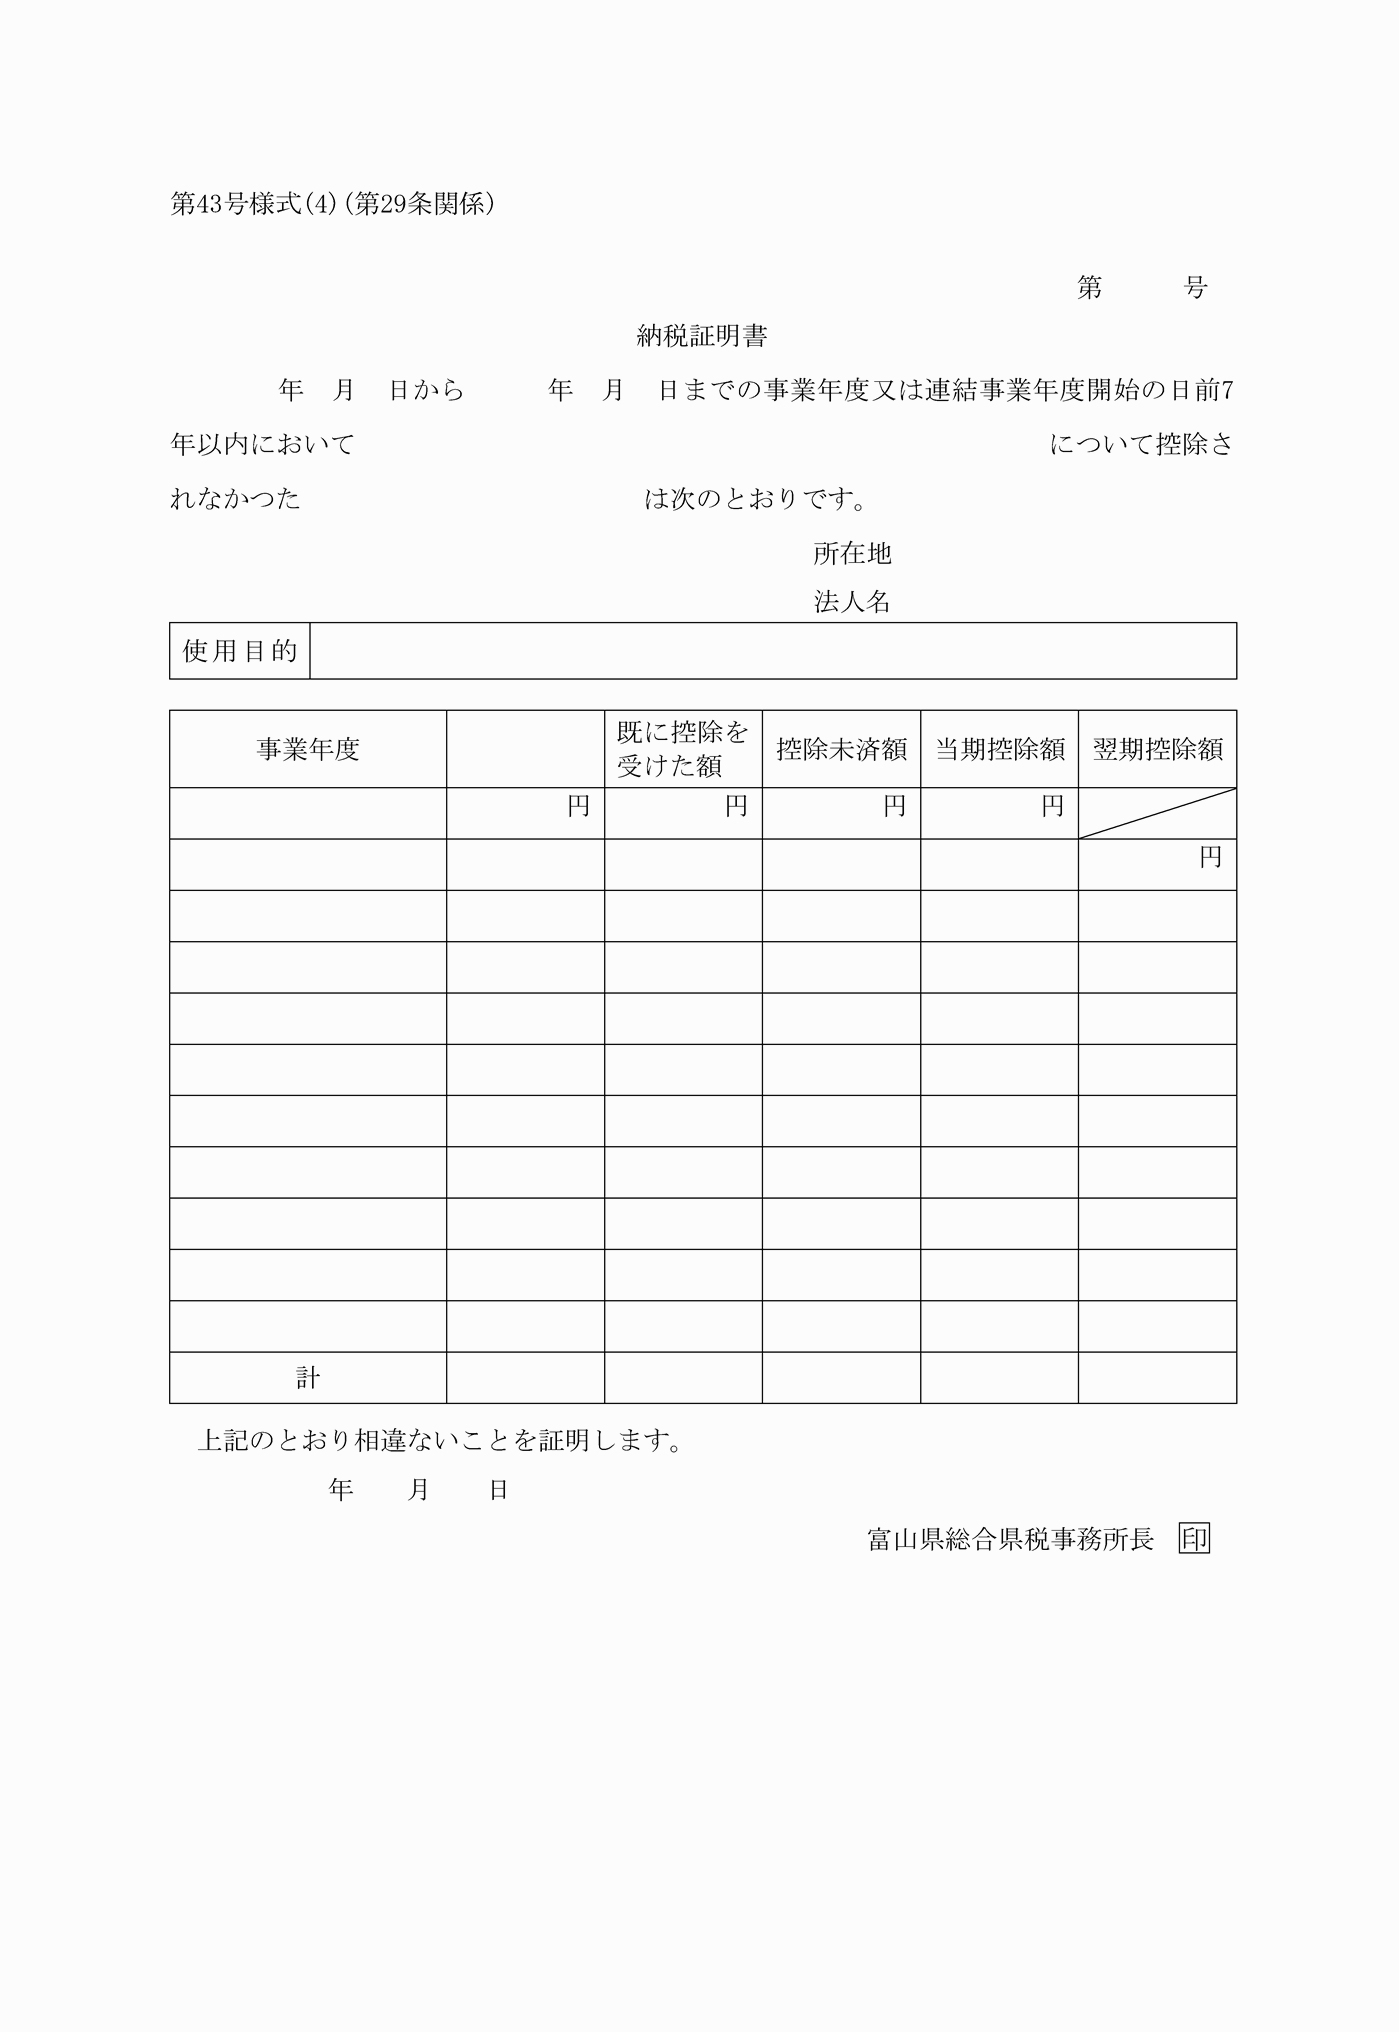 第43号様式(4)(第29条関係)
第　　　号
納税証明書
年　月　日から　　　年　月　日までの事業年度又は連結事業年度開始の日前7
年以内において　　　　　　　　　　　　　　　　　　　　　　　　　　について控除さ
れなかつた　　　　　　　　　　　　　は次のとおりです。
所在地
法人名
使用目的
事業年度　既に控除を受けた額　控除未済額　当期控除額　翌期控除額
円　円　円　円
円
計
上記のとおり相違ないことを証明します。
年　　月　　日
富山県総合県税事務所長　印